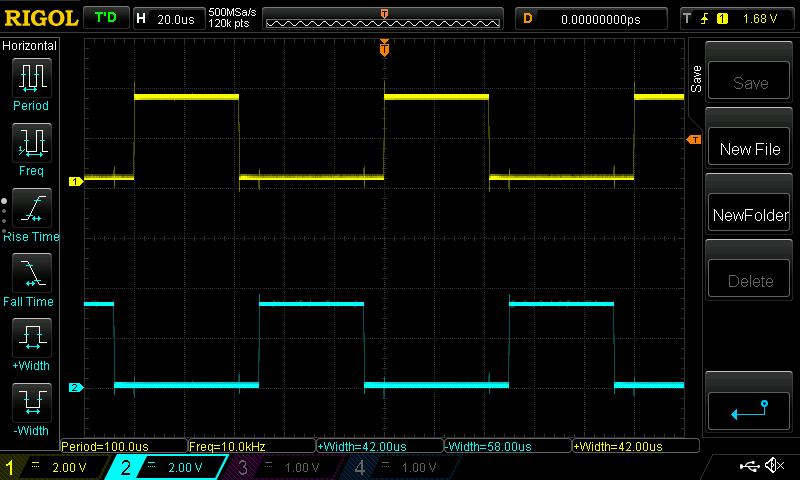 RIGOL T'D H 20.0us 500MSa/s D 0.00000000ps T 1 1.68 V
120k pts
Horizontal
T
Save
Save
Period
New File
T
Freq
1
NewFolder
Rise Time
Delete
Fall Time
+Width
2
-Width
Period=100.0us Freq=10.0kHz +Width=42.00us -Width=58.00us +Width=42.00us
1 2.00 V 2 2.00 V 3 1.00 V 4 1.00 V